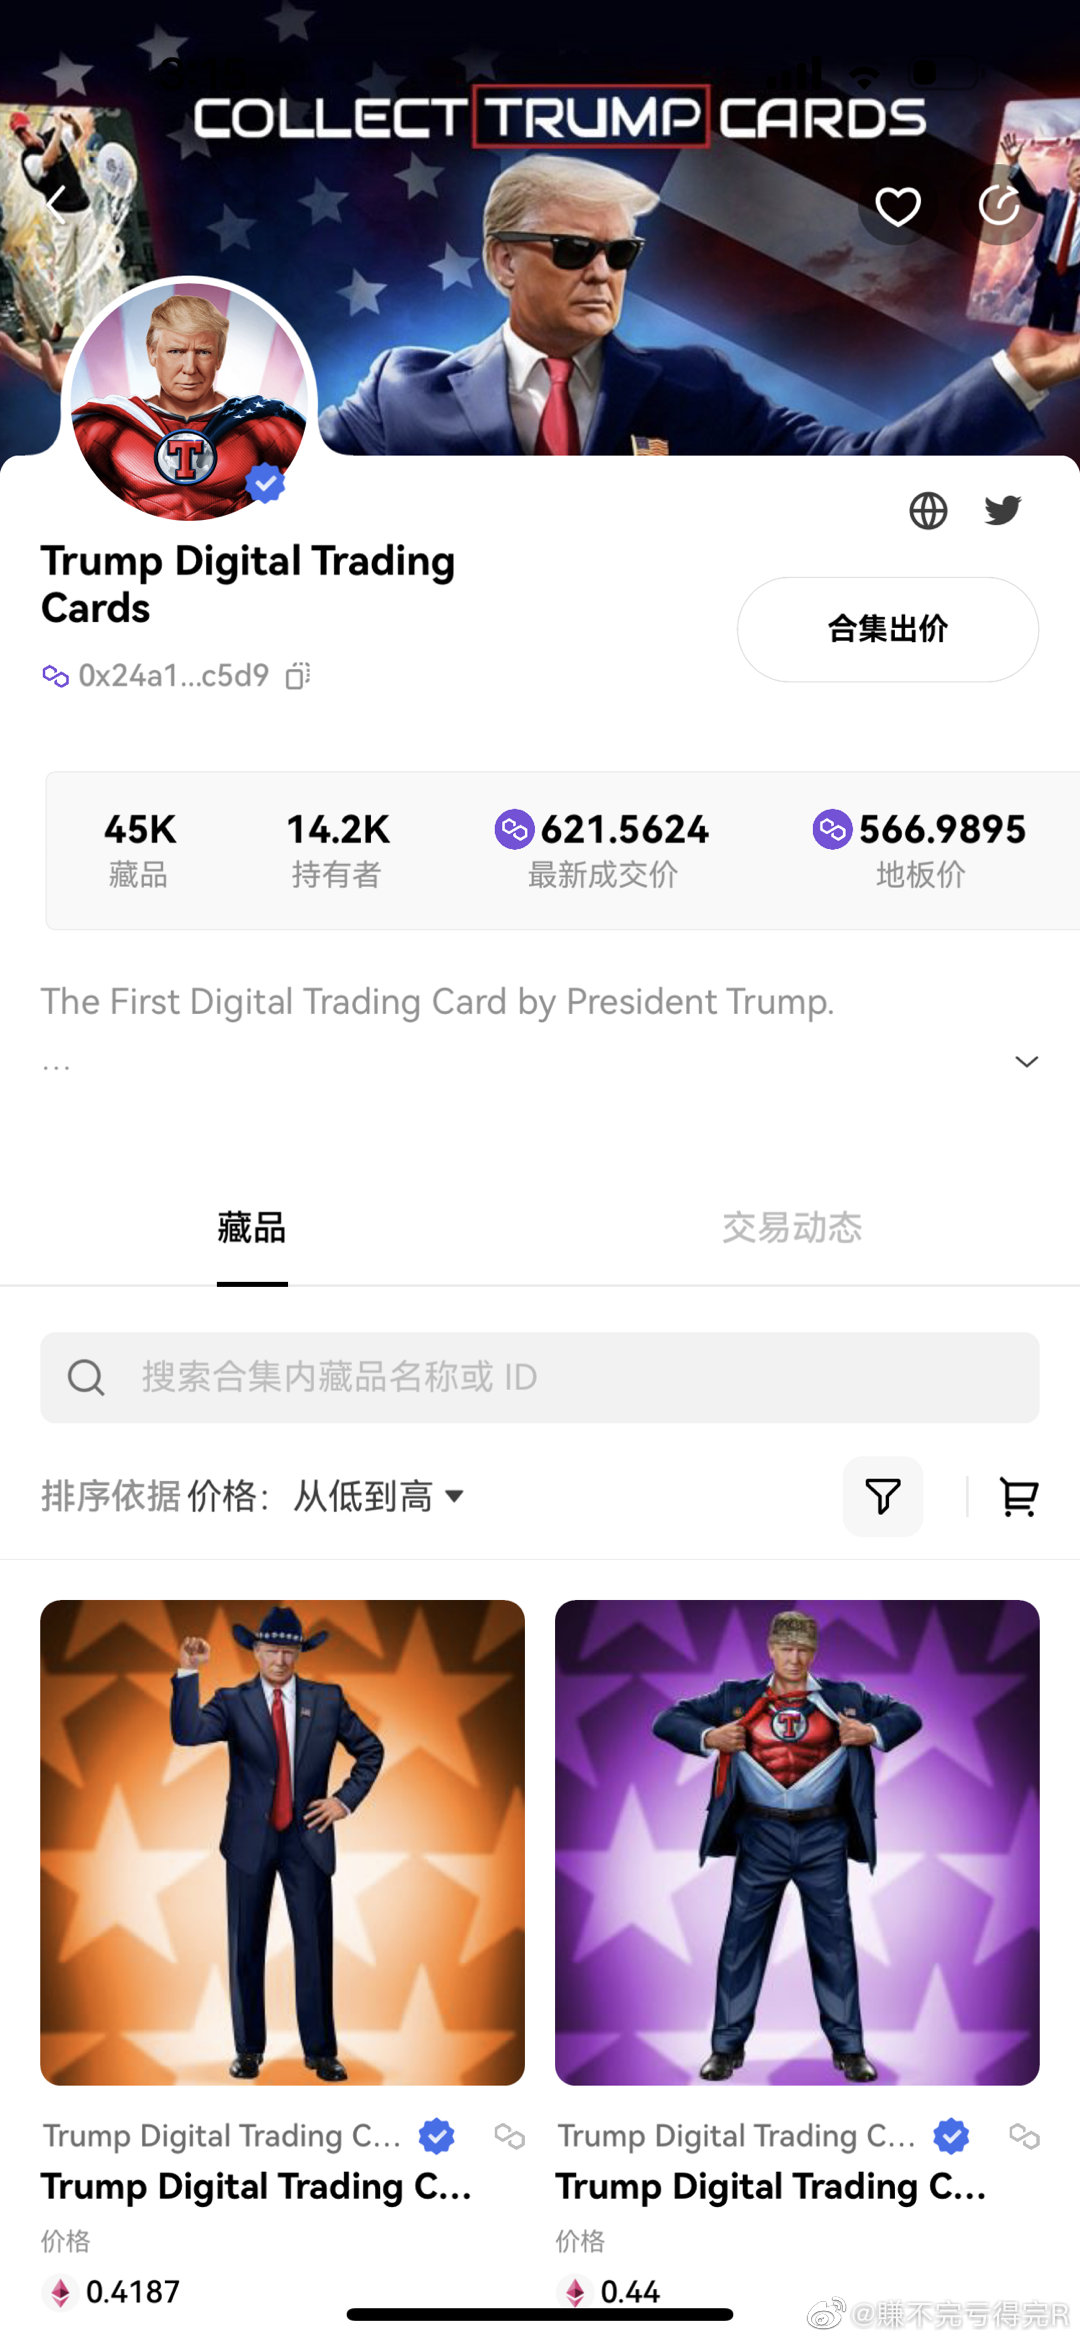 COLLECT TRUMP CARDS
T
Trump Digital Trading
Cards
合集出价
0x24a1...c5d9
45K
14.2K
621.5624
566.9895
藏品
持有者
最新成交价
地板价
The First Digital Trading Card by President Trump.
...
藏品
交易动态
搜索合集内藏品名称或 ID
排序依据 价格： 从低到高
T
Trump Digital Trading C...
Trump Digital Trading C...
Trump Digital Trading C...
Trump Digital Trading C...
价格
价格
0.4187
0.44
@賺不完亏得完R